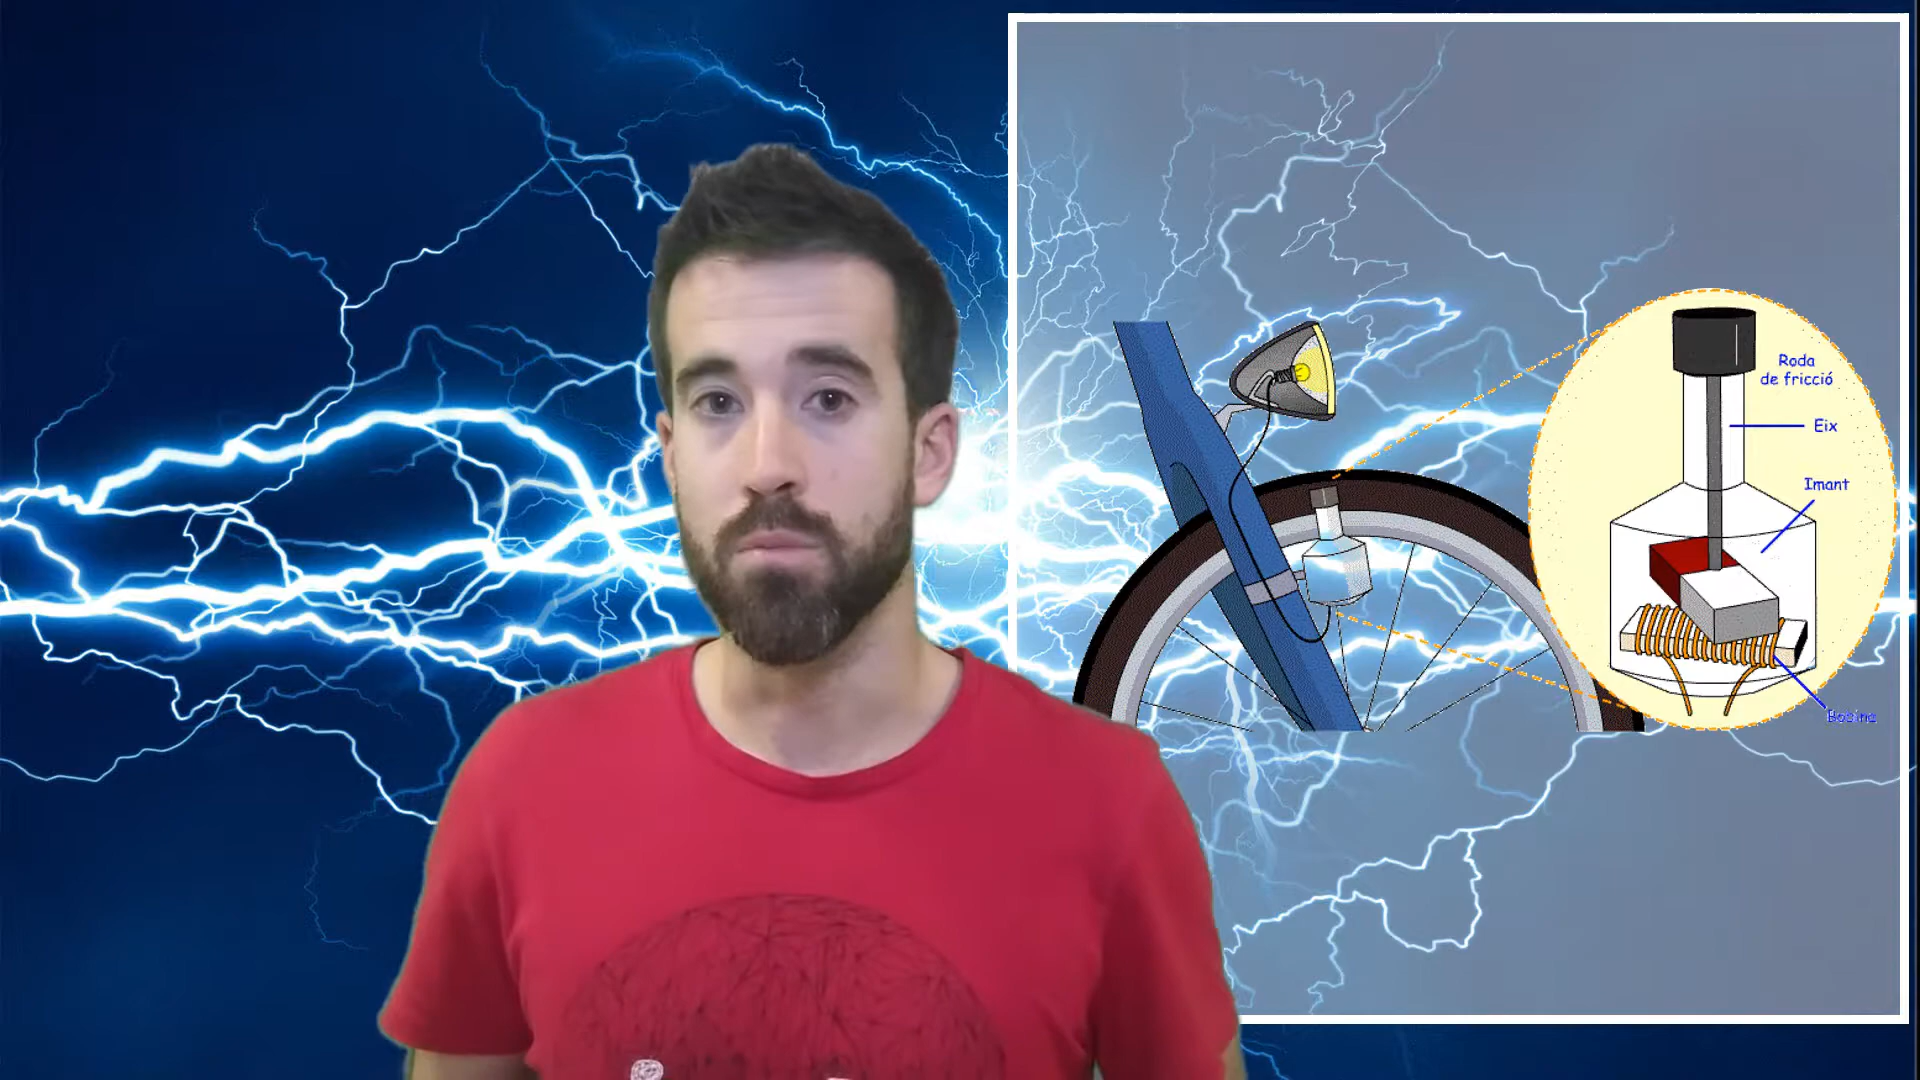 Roda
de fricció
Eix
Imant
Bobina